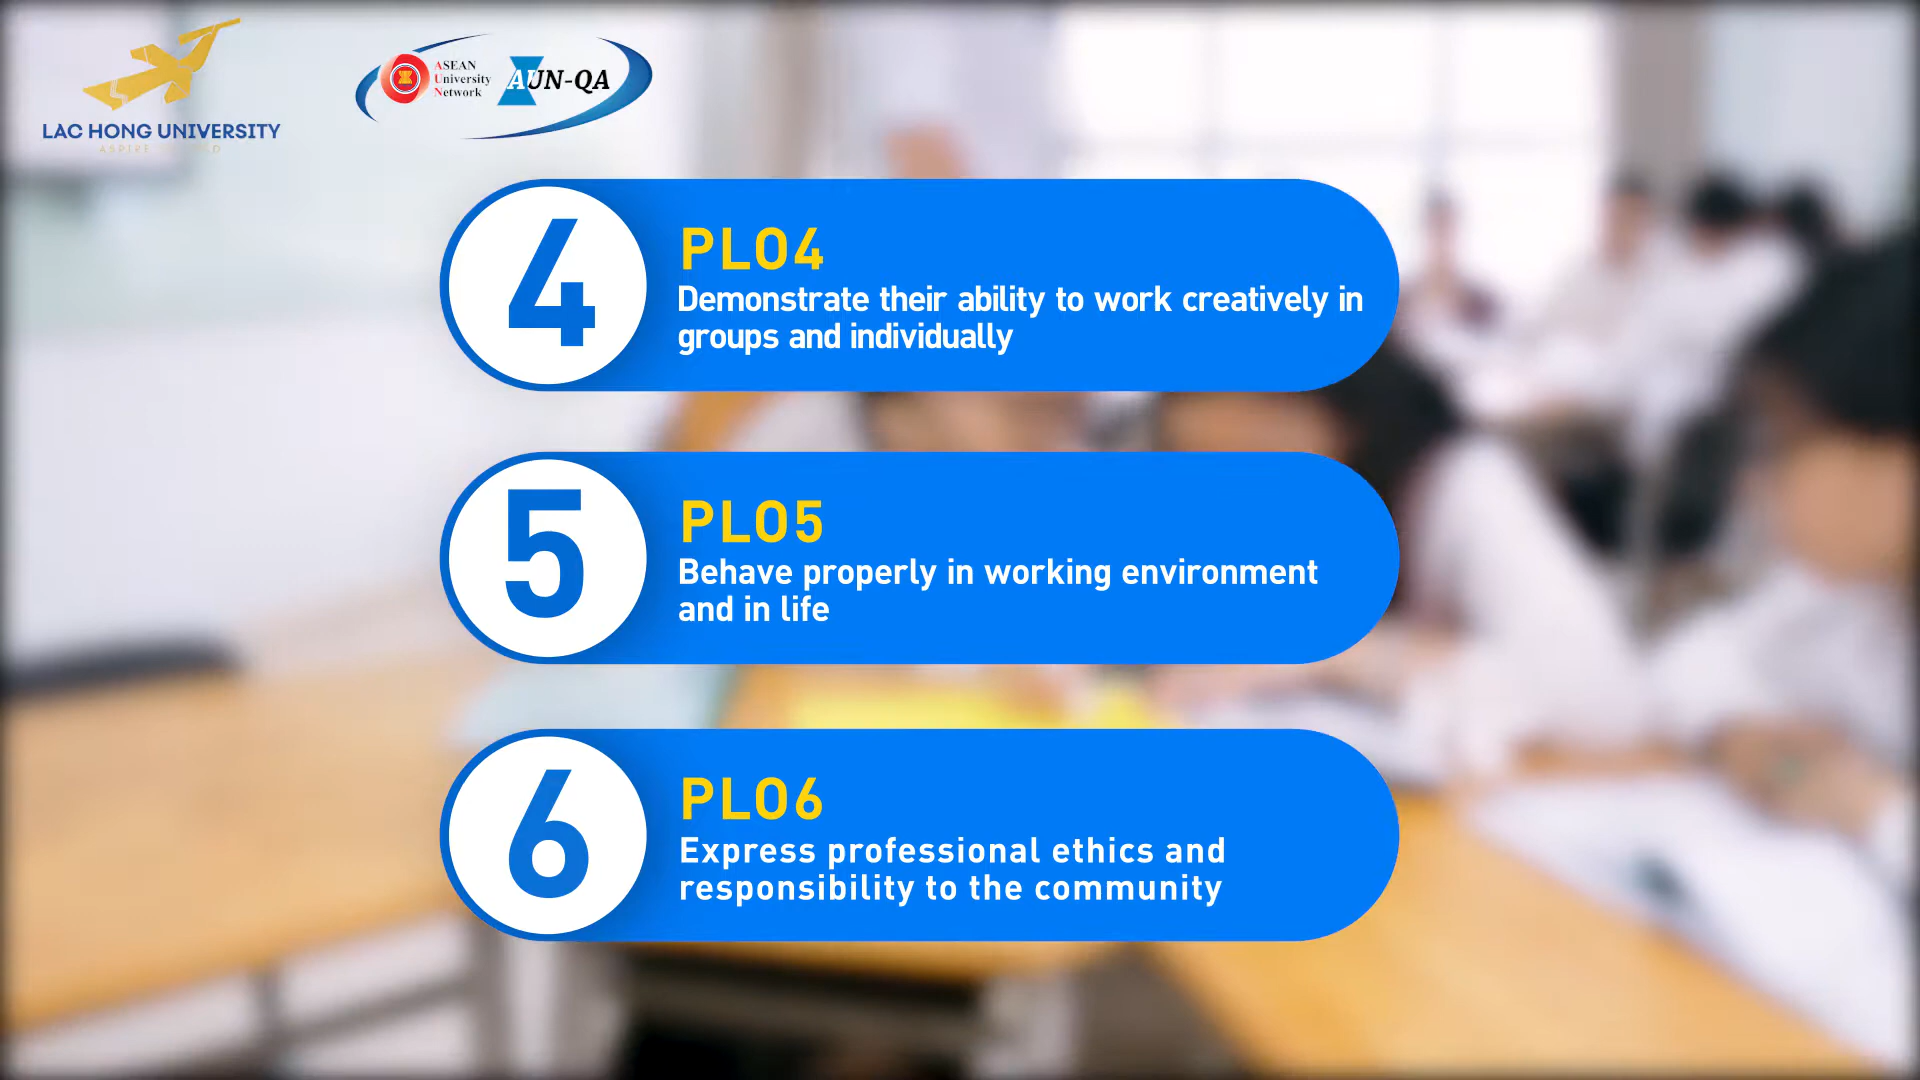 LAC HONG UNIVERSITY
ASEAN
University
Network
AUN-QA
4
PLO4
Demonstrate their ability to work creatively in
groups and individually
5
PLO5
Behave properly in working environment
and in life
6
PLO6
Express professional ethics and
responsibility to the community